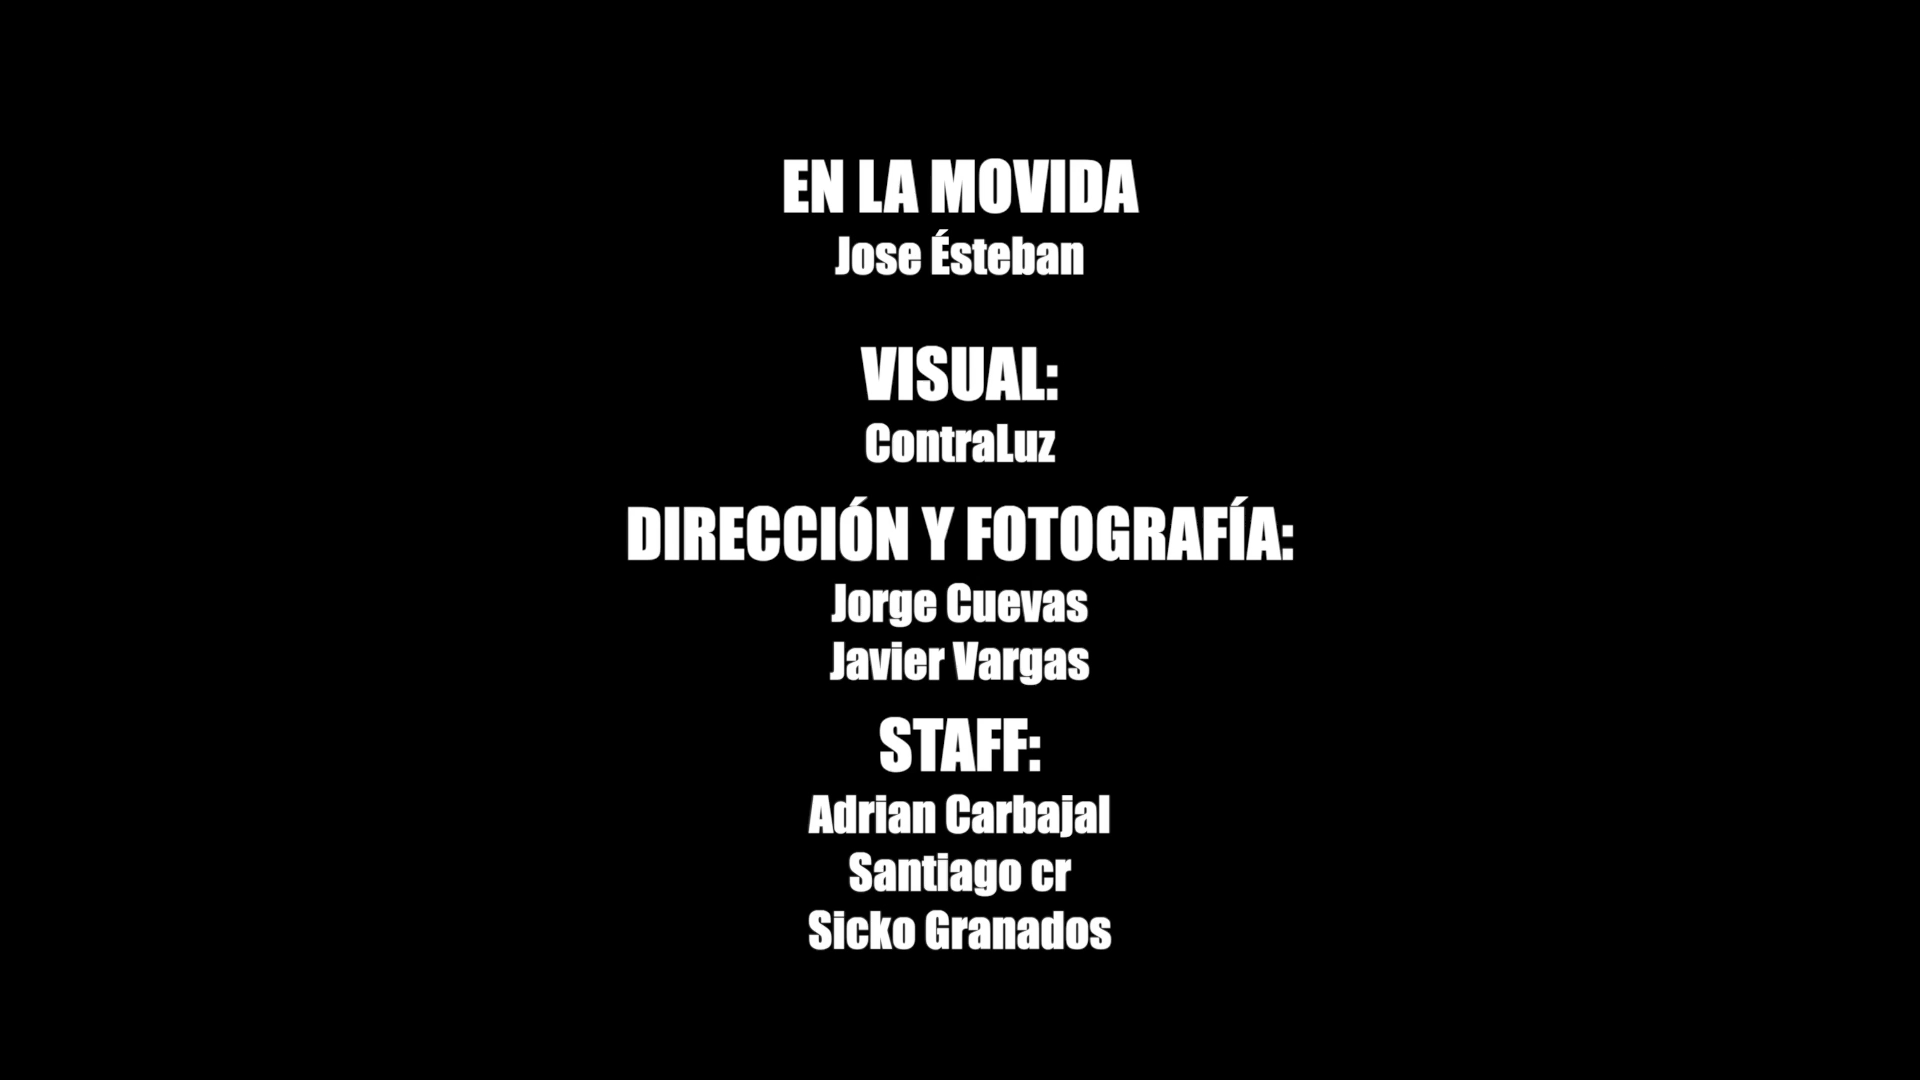 EN LA MOVIDA
Jose Ésteban
VISUAL:
ContraLuz
DIRECCIÓN Y FOTOGRAFÍA:
Jorge Cuevas
Javier Vargas
STAFF:
Adrian Carbajal
Santiago cr
Sicko Granados